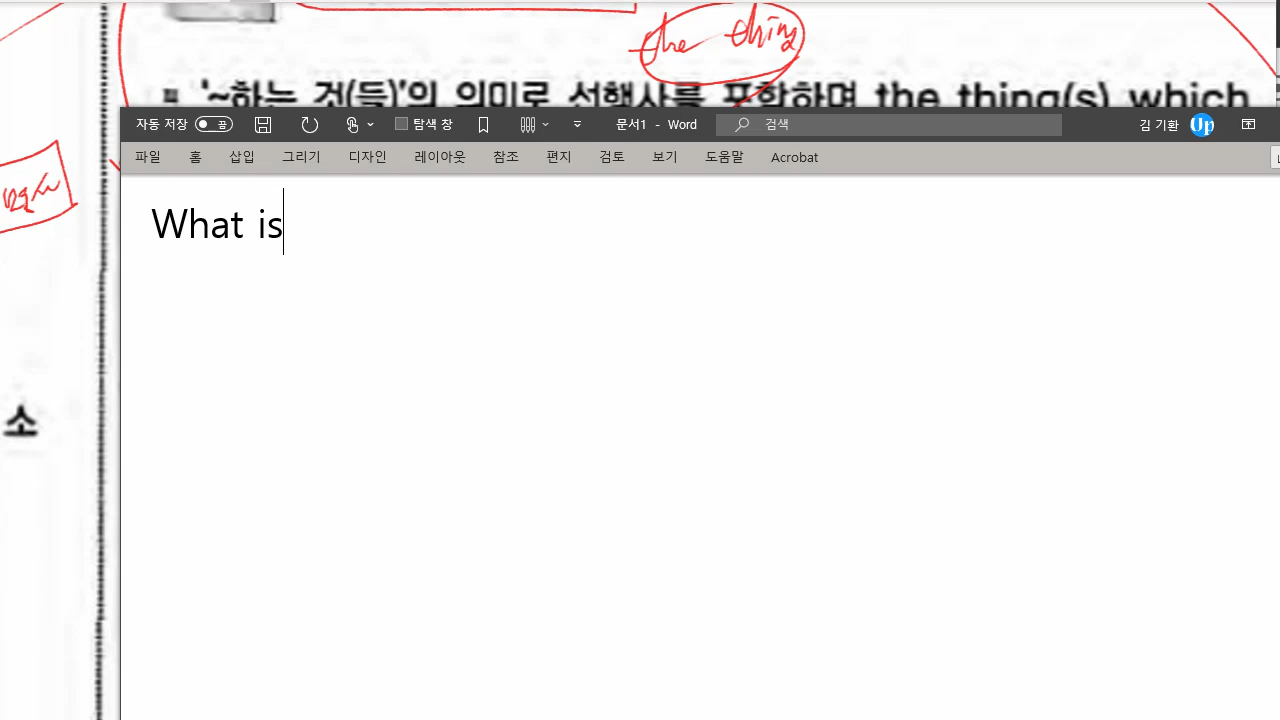 the thing
'~하는 것(들)'의 의미로 선행사를 포함하며 the thing(s) which
자동 저장 끔 탐색 창 문서1 - Word 검색 김 기환 Up
파일 홈 삽입 그리기 디자인 레이아웃 참조 편지 검토 보기 도움말 Acrobat
What is
소